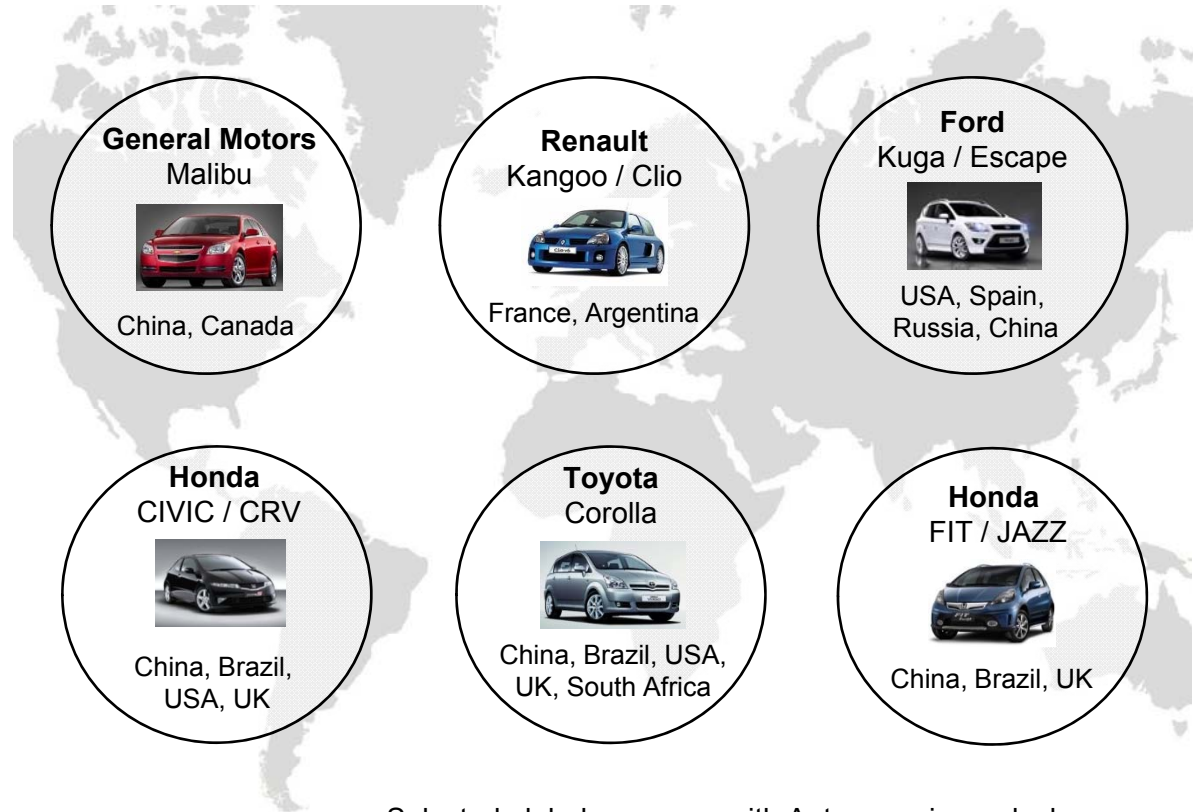 General Motors
Malibu
China, Canada
Renault
Kangoo / Clio
France, Argentina
Ford
Kuga / Escape
USA, Spain,
Russia, China
Honda
CIVIC / CRV
China, Brazil,
USA, UK
Toyota
Corolla
China, Brazil, USA,
UK, South Africa
Honda
FIT / JAZZ
FIT
China, Brazil, UK